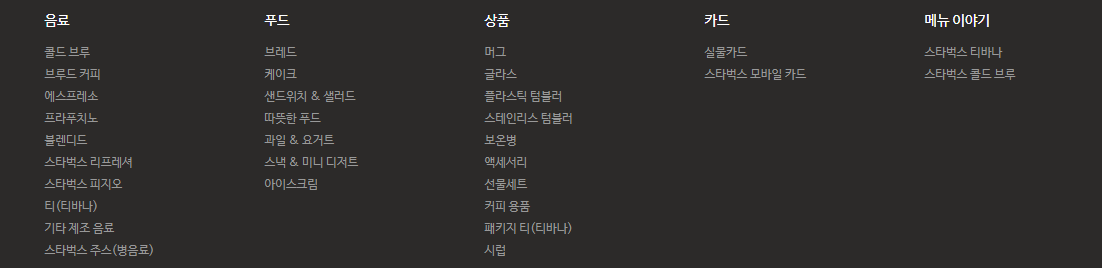 음료
콜드 브루
브루드 커피
에스프레소
프라푸치노
블렌디드
스타벅스 리프레셔
스타벅스 피지오
티(티바나)
기타 제조 음료
스타벅스 주스(병음료)
푸드
브레드
케이크
샌드위치 & 샐러드
따뜻한 푸드
과일 & 요거트
스낵 & 미니 디저트
아이스크림
상품
머그
글라스
플라스틱 텀블러
스테인리스 텀블러
보온병
액세서리
선물세트
커피 용품
패키지 티(티바나)
시럽
카드
실물카드
스타벅스 모바일 카드
메뉴 이야기
스타벅스 티바나
스타벅스 콜드 브루